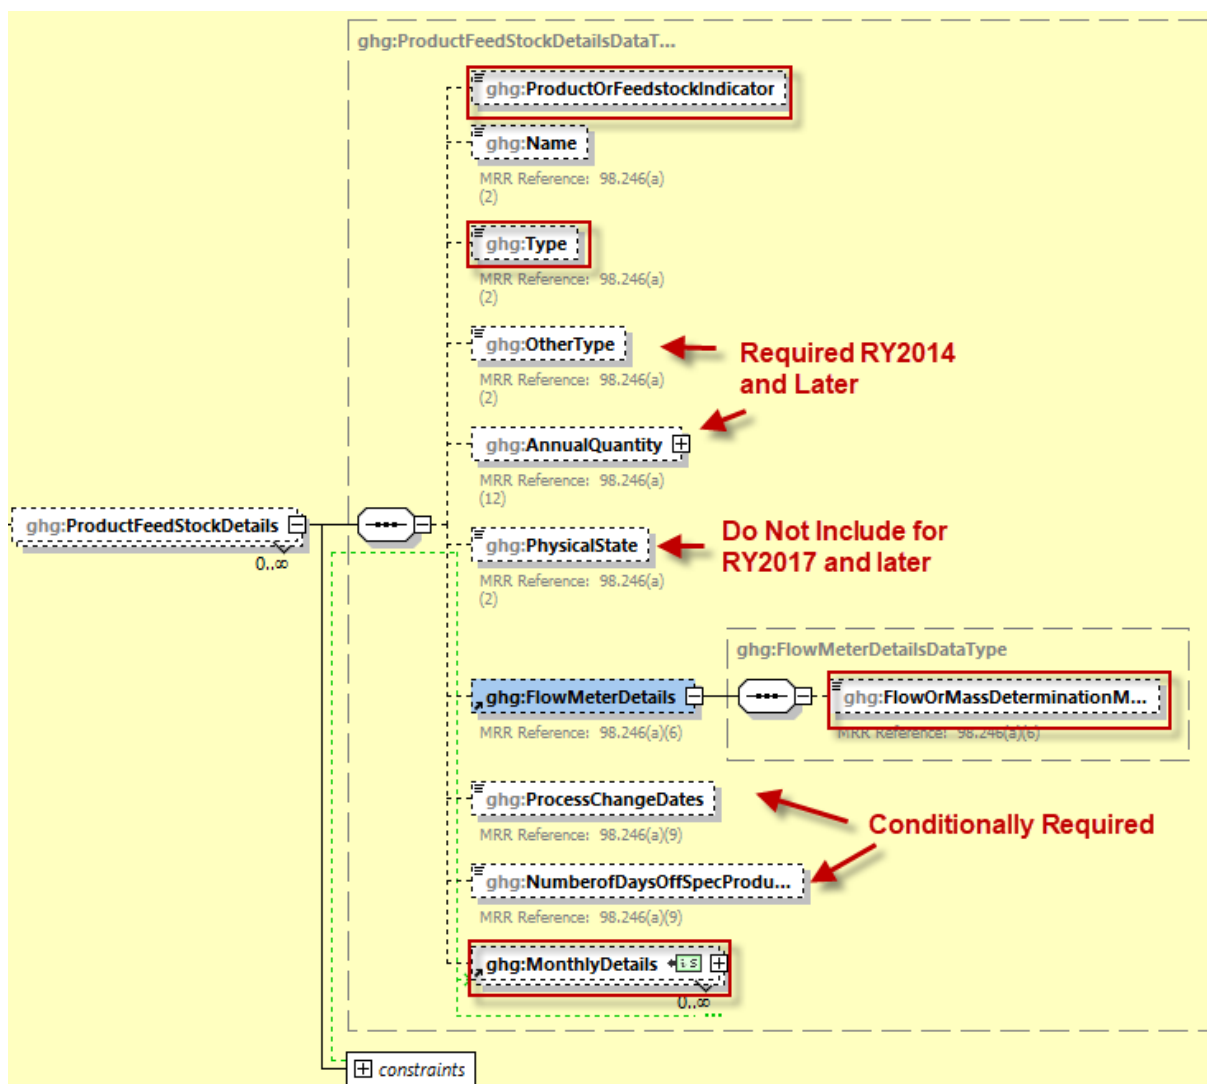 ghg:ProductFeedStockDetailsDataT...
ghg:ProductOrFeedstockIndicator
ghg:Name
MRR Reference: 98.246(a)
(2)
ghg:Type
MRR Reference: 98.246(a)
(2)
ghg:OtherType
MRR Reference: 98.246(a)
(2)
Required RY2014
and Later
ghg:AnnualQuantity
MRR Reference: 98.246(a)
(12)
ghg:ProductFeedStockDetails
0..∞
ghg:PhysicalState
MRR Reference: 98.246(a)
(2)
Do Not Include for
RY2017 and later
ghg:FlowMeterDetailsDataType
ghg:FlowMeterDetails
MRR Reference: 98.246(a)(6)
ghg:FlowOrMassDeterminationM...
MRR Reference: 98.246(a)(6)
ghg:ProcessChangeDates
MRR Reference: 98.246(a)(9)
Conditionally Required
ghg:NumberofDaysOffSpecProdu...
MRR Reference: 98.246(a)(9)
ghg:MonthlyDetails
0..∞
constraints